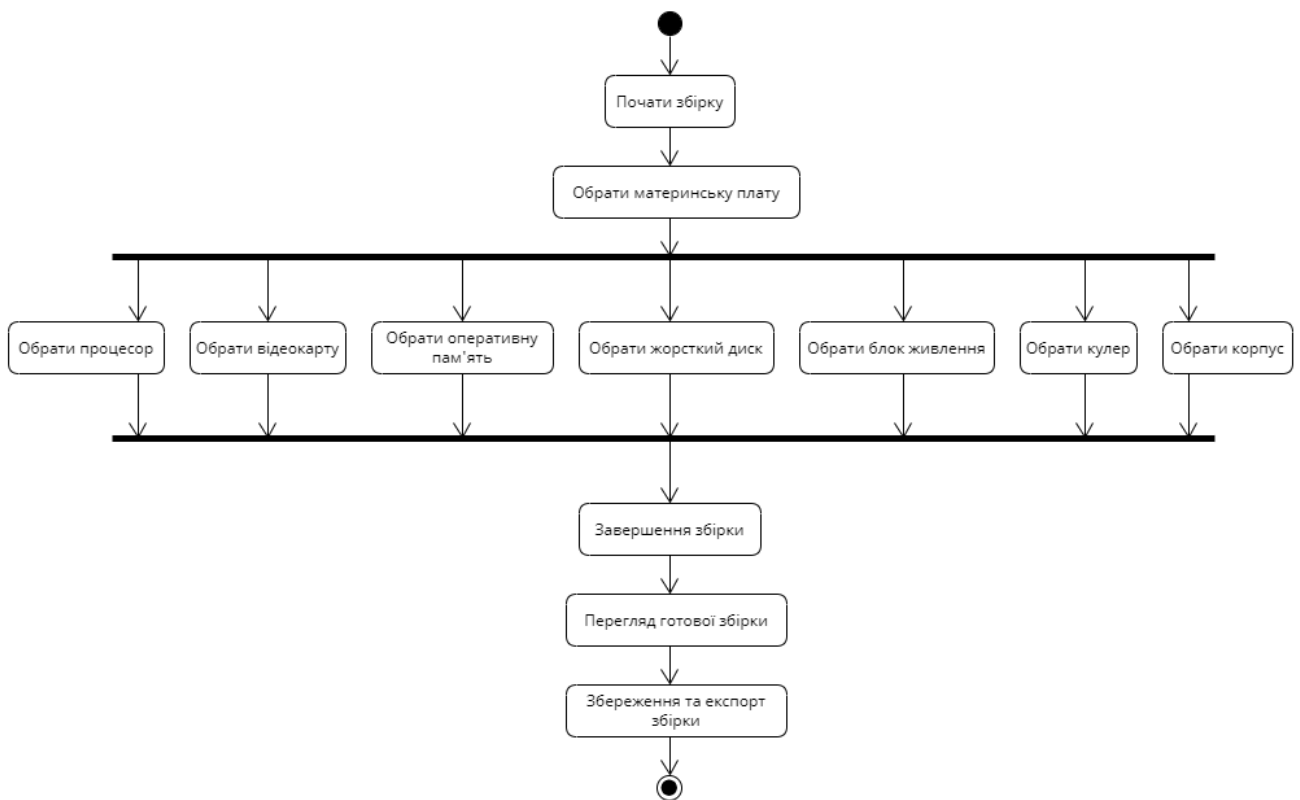 Почати збірку
Обрати материнську плату
Обрати процесор
Обрати відеокарту
Обрати оперативну
пам'ять
Обрати жорсткий диск
Обрати блок живлення
Обрати кулер
Обрати корпус
Завершення збірки
Перегляд готової збірки
Збереження та експорт
збірки